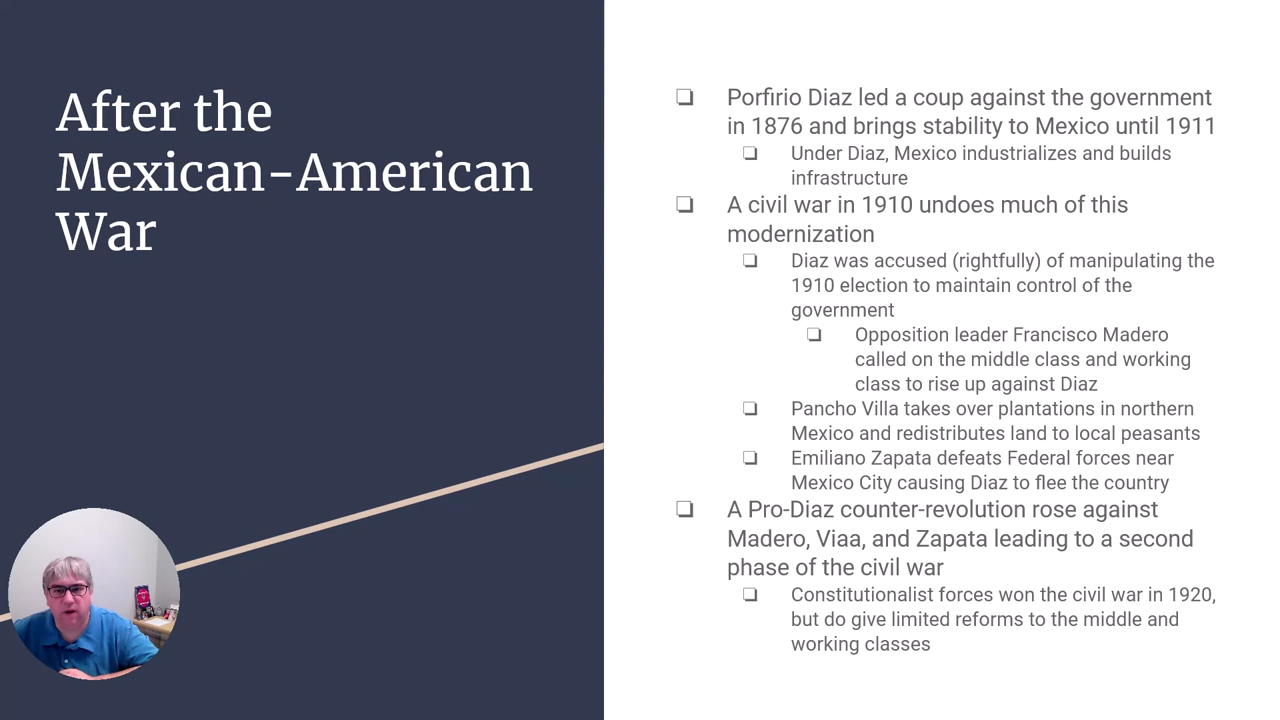 After the
Mexican-American
War
❏ Porfirio Diaz led a coup against the government
in 1876 and brings stability to Mexico until 1911
❏ Under Diaz, Mexico industrializes and builds
infrastructure
❏ A civil war in 1910 undoes much of this
modernization
❏ Diaz was accused (rightfully) of manipulating the
1910 election to maintain control of the
government
❏ Opposition leader Francisco Madero
called on the middle class and working
class to rise up against Diaz
❏ Pancho Villa takes over plantations in northern
Mexico and redistributes land to local peasants
❏ Emiliano Zapata defeats Federal forces near
Mexico City causing Diaz to flee the country
❏ A Pro-Diaz counter-revolution rose against
Madero, Viaa, and Zapata leading to a second
phase of the civil war
❏ Constitutionalist forces won the civil war in 1920,
but do give limited reforms to the middle and
working classes